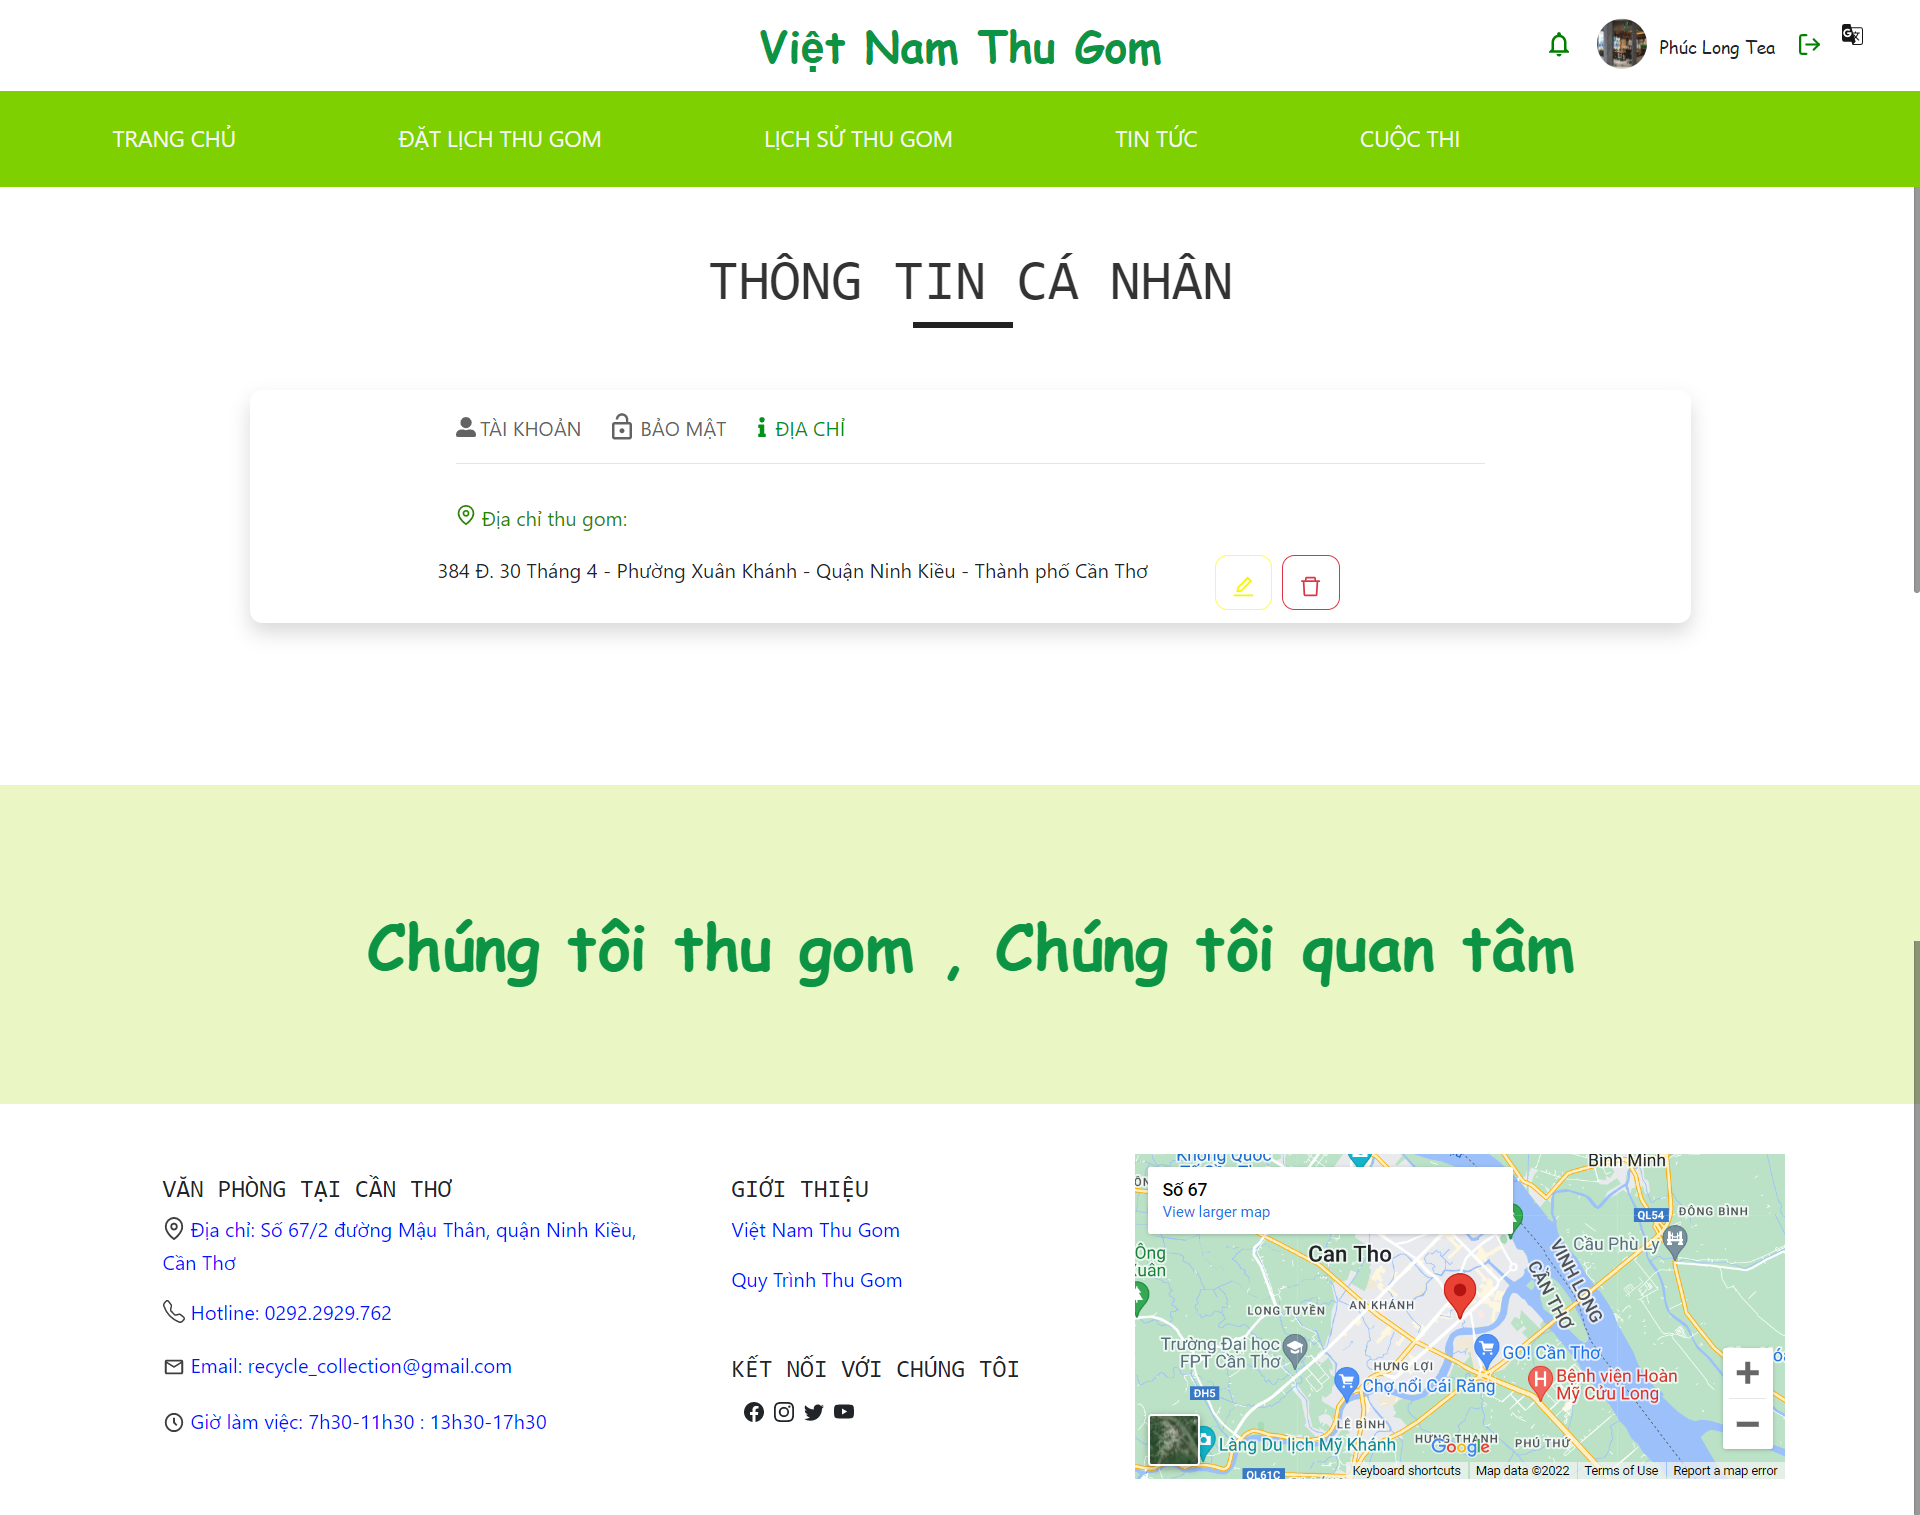 Việt Nam Thu Gom
Phúc Long Tea
TRANG CHỦ ĐẶT LỊCH THU GOM LỊCH SỬ THU GOM TIN TỨC CUỘC THI
THÔNG TIN CÁ NHÂN
TÀI KHOẢN BẢO MẬT ĐỊA CHỈ
Địa chỉ thu gom:
384 Đ. 30 Tháng 4 - Phường Xuân Khánh - Quận Ninh Kiều - Thành phố Cần Thơ
Chúng tôi thu gom , Chúng tôi quan tâm
VĂN PHÒNG TẠI CẦN THƠ
Địa chỉ: Số 67/2 đường Mậu Thân, quận Ninh Kiều,
Cần Thơ
Hotline: 0292.2929.762
Email: recycle_collection@gmail.com
Giờ làm việc: 7h30-11h30 : 13h30-17h30
GIỚI THIỆU
Việt Nam Thu Gom
Quy Trình Thu Gom
KẾT NỐI VỚI CHÚNG TÔI
Bình Minh
Số 67
View larger map
QL54
ĐÔNG BÌNH
Can Tho
Cầu Phù Ly
VINH LONG
CẦN THƠ
LONG TUYỀN
AN KHÁNH
Trường Đại học
FPT Cần Thơ
HƯNG LỢI
GO! Cần Thơ
ĐH5
Chợ nổi Cái Răng
Bệnh viện Hoàn
Mỹ Cửu Long
LÊ BÌNH
HƯNG THẠNH
PHÚ THỨ
Làng Du lịch Mỹ Khánh
Google
QL61C
Keyboard shortcuts Map data ©2022 Terms of Use Report a map error